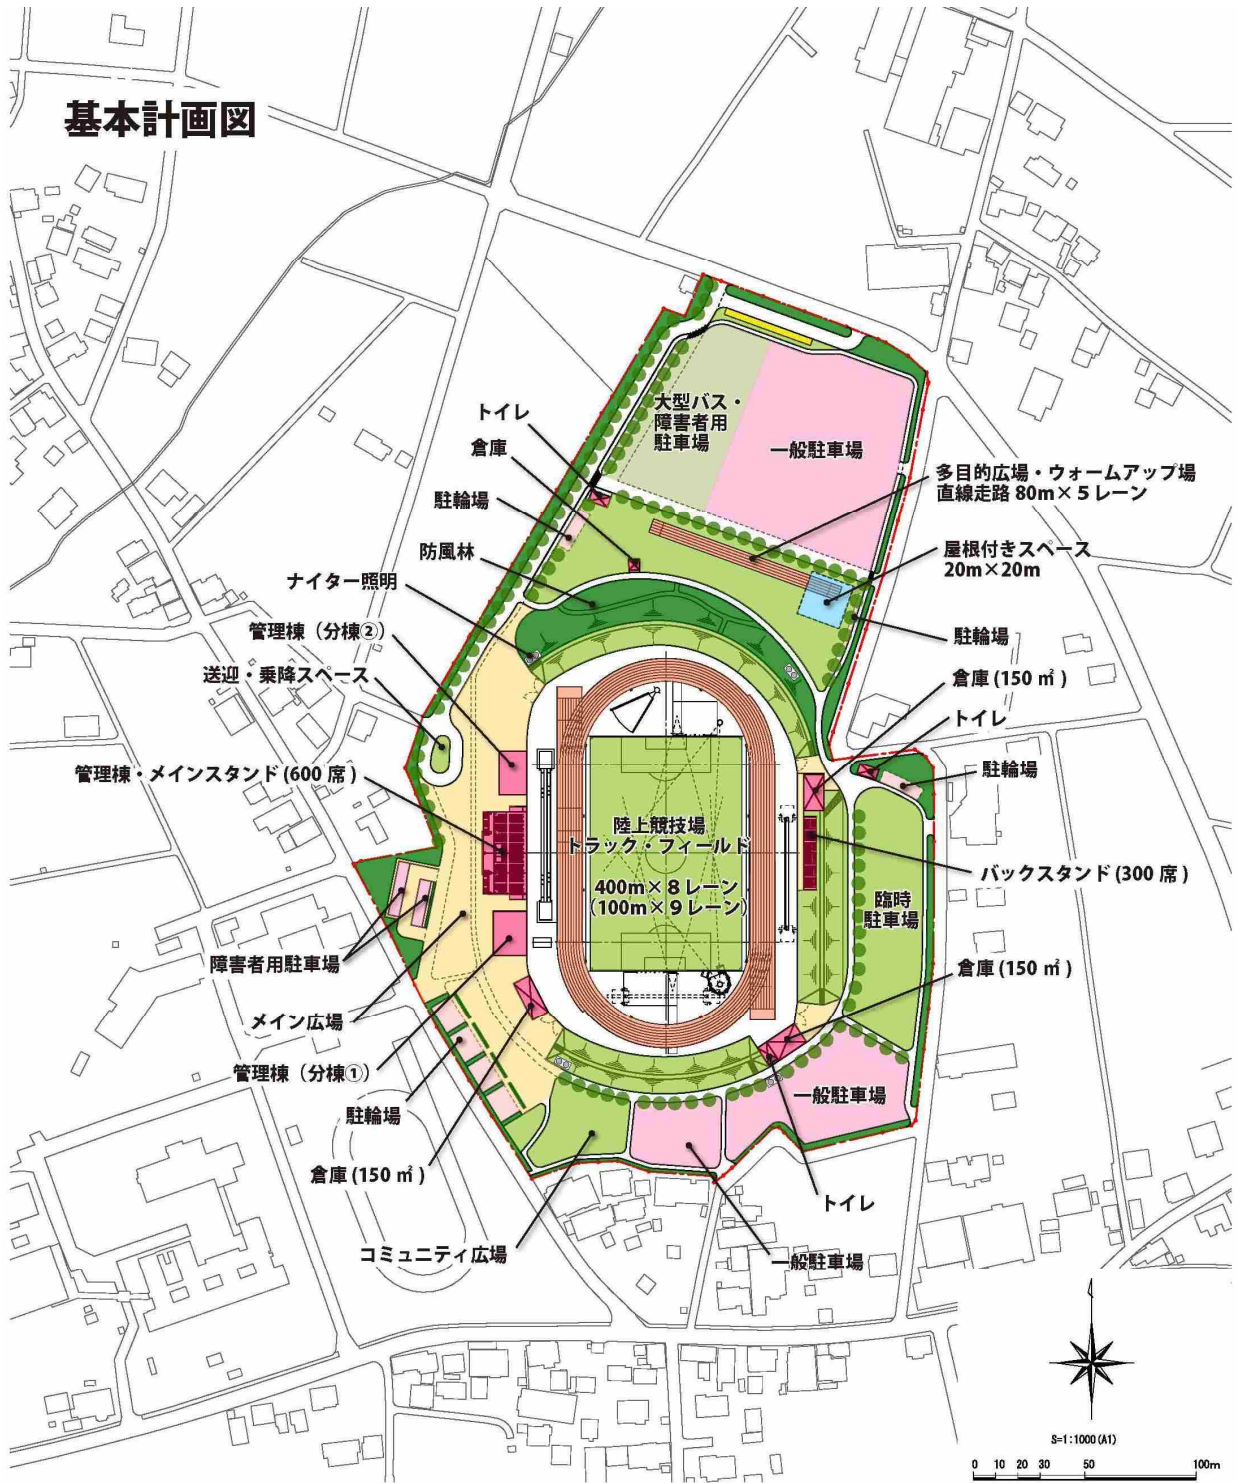 基本計画図
大型バス・
障害者用
駐車場
一般駐車場
トイレ
倉庫
駐輪場
防風林
ナイター照明
管理棟（分棟②）
送迎・乗降スペース
管理棟・メインスタンド(600 席)
多目的広場・ウォームアップ場
直線走路 80m×5レーン
屋根付きスペース
20m×20m
駐輪場
倉庫(150 ㎡)
トイレ
駐輪場
陸上競技場
トラック・フィールド
400m×8レーン
(100m×9レーン)
バックスタンド(300 席)
臨時
駐車場
倉庫(150 ㎡)
障害者用駐車場
メイン広場
管理棟（分棟①）
駐輪場
倉庫(150 ㎡)
コミュニティ広場
一般駐車場
トイレ
一般駐車場
S=1:1000(A1)
0 10 20 30 50 100m